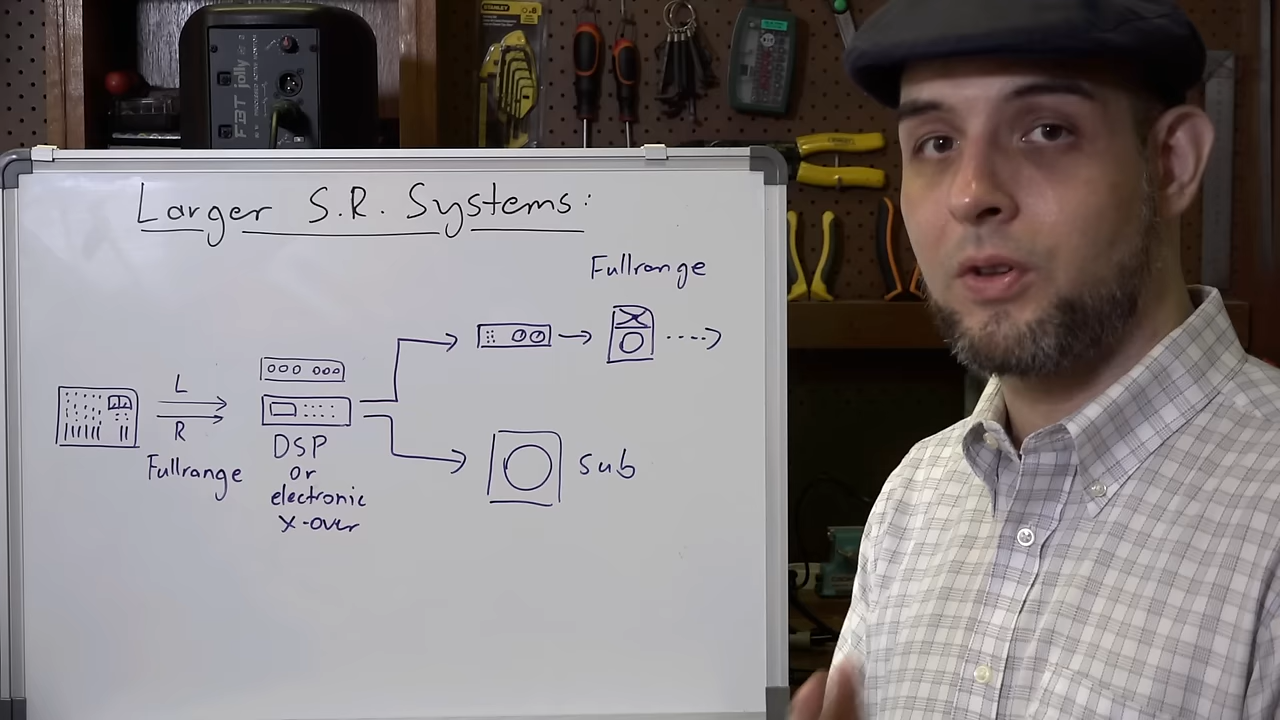 STANLEY
FBT jolly
Larger S.R. Systems:
Fullrange
L
R
Fullrange
DSP
or
electronic
X-over
sub